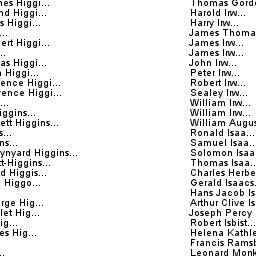 nes Higgi...
nd Higgi...
s Higgi...
...
ert Higgi...
...
as Higgi...
n Higgi...
ence Higgi...
rence Higgi...
...
iggins...
ett Higgins...
s...
ns...
ynyard Higgins...
t-Higgins...
d Higgis...
Higgo...
rge Hig...
let Hig...
ig...
es Hig...
..
Thomas Gord
Harold Irw...
Harry Irw...
James Thoma
James Irw...
James Irw...
John Irw...
Peter Irw...
Robert Irw...
Sealey Irw...
William Irw...
William Irw...
William Augus
Ronald Isaa...
Samuel Isaa...
Solomon Isaa
Thomas Isaa...
Charles Herbe
Gerald Isaacs
Hans Jacob Is
Arthur Clive Is
Joseph Percy
Robert Isbist...
Helena Kathle
Francis Ramsb
Leonard Monk